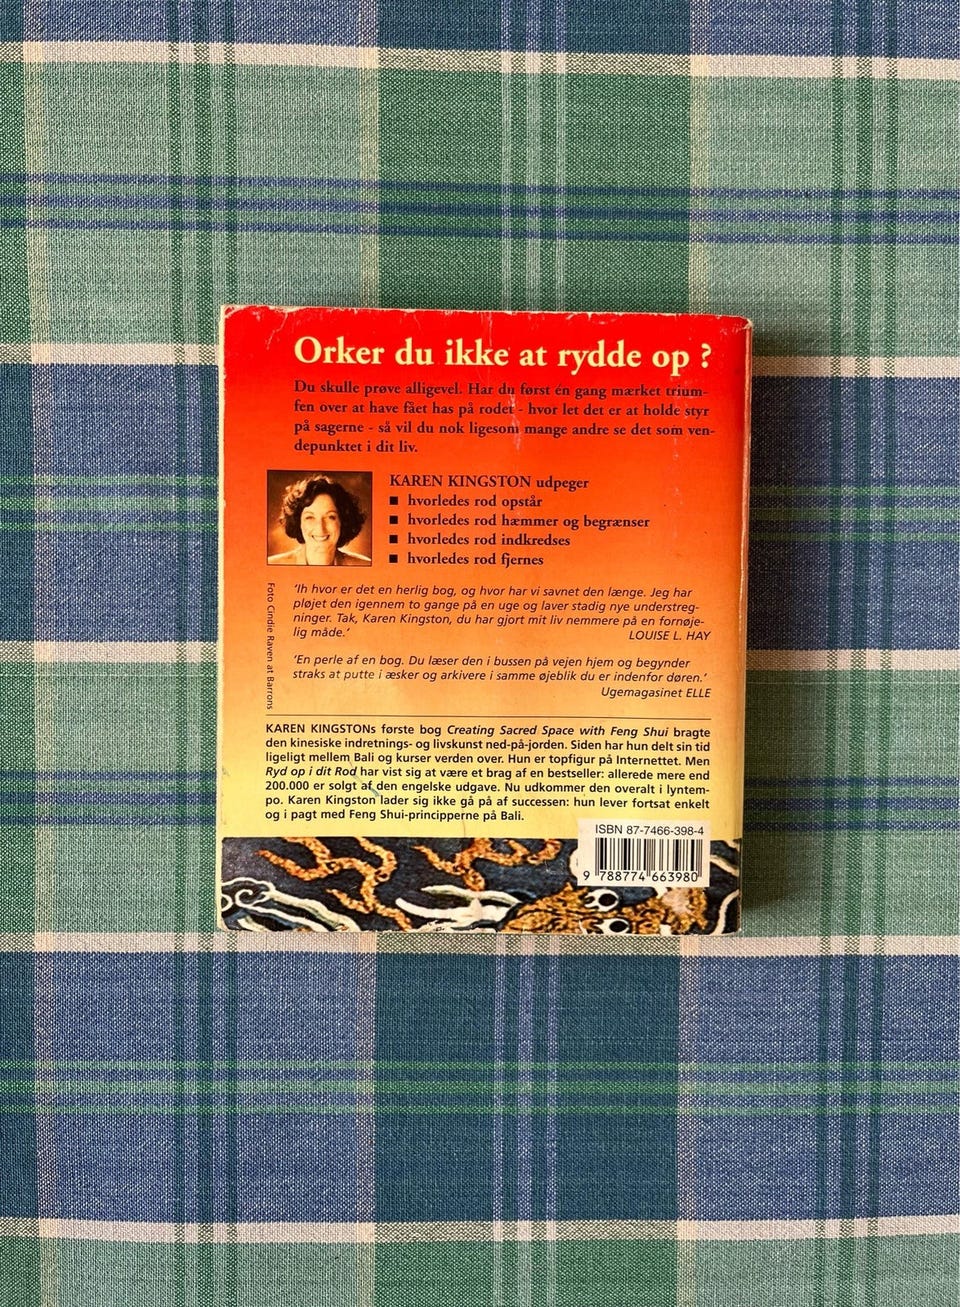 Orker du ikke at rydde op ?
Du skulle prøve alligevel. Har du først én gang mærket trium-
fen over at have fået has på rodet - hvor let det er at holde styr
på sagerne - så vil du nok ligesom mange andre se det som ven-
depunktet i dit liv.
KAREN KINGSTON udpeger
■ hvorledes rod opstår
■ hvorledes rod hæmmer og begrænser
■ hvorledes rod indkredses
■ hvorledes rod fjernes
Foto Cindie Raven at Barrons
‘Ih hvor er det en herlig bog, og hvor har vi savnet den længe. Jeg har
pløjet den igennem to gange på en uge og laver stadig nye understreg-
ninger. Tak, Karen Kingston, du har gjort mit liv nemmere på en fornøje-
lig måde.’ LOUISE L. HAY
‘En perle af en bog. Du læser den i bussen på vejen hjem og begynder
straks at putte i æsker og arkivere i samme øjeblik du er indenfor døren.’
Ugemagasinet ELLE
KAREN KINGSTONs første bog Creating Sacred Space with Feng Shui bragte
den kinesiske indretnings- og livskunst ned-på-jorden. Siden har hun delt sin tid
ligeligt mellem Bali og kurser verden over. Hun er topfigur på Internettet. Men
Ryd op i dit Rod har vist sig at være et brag af en bestseller: allerede mere end
200.000 er solgt af den engelske udgave. Nu udkommer den overalt i lyntem-
po. Karen Kingston lader sig ikke gå på af successen: hun lever fortsat enkelt
og i pagt med Feng Shui-principperne på Bali.
ISBN 87-7466-398-4
9 788774 663980